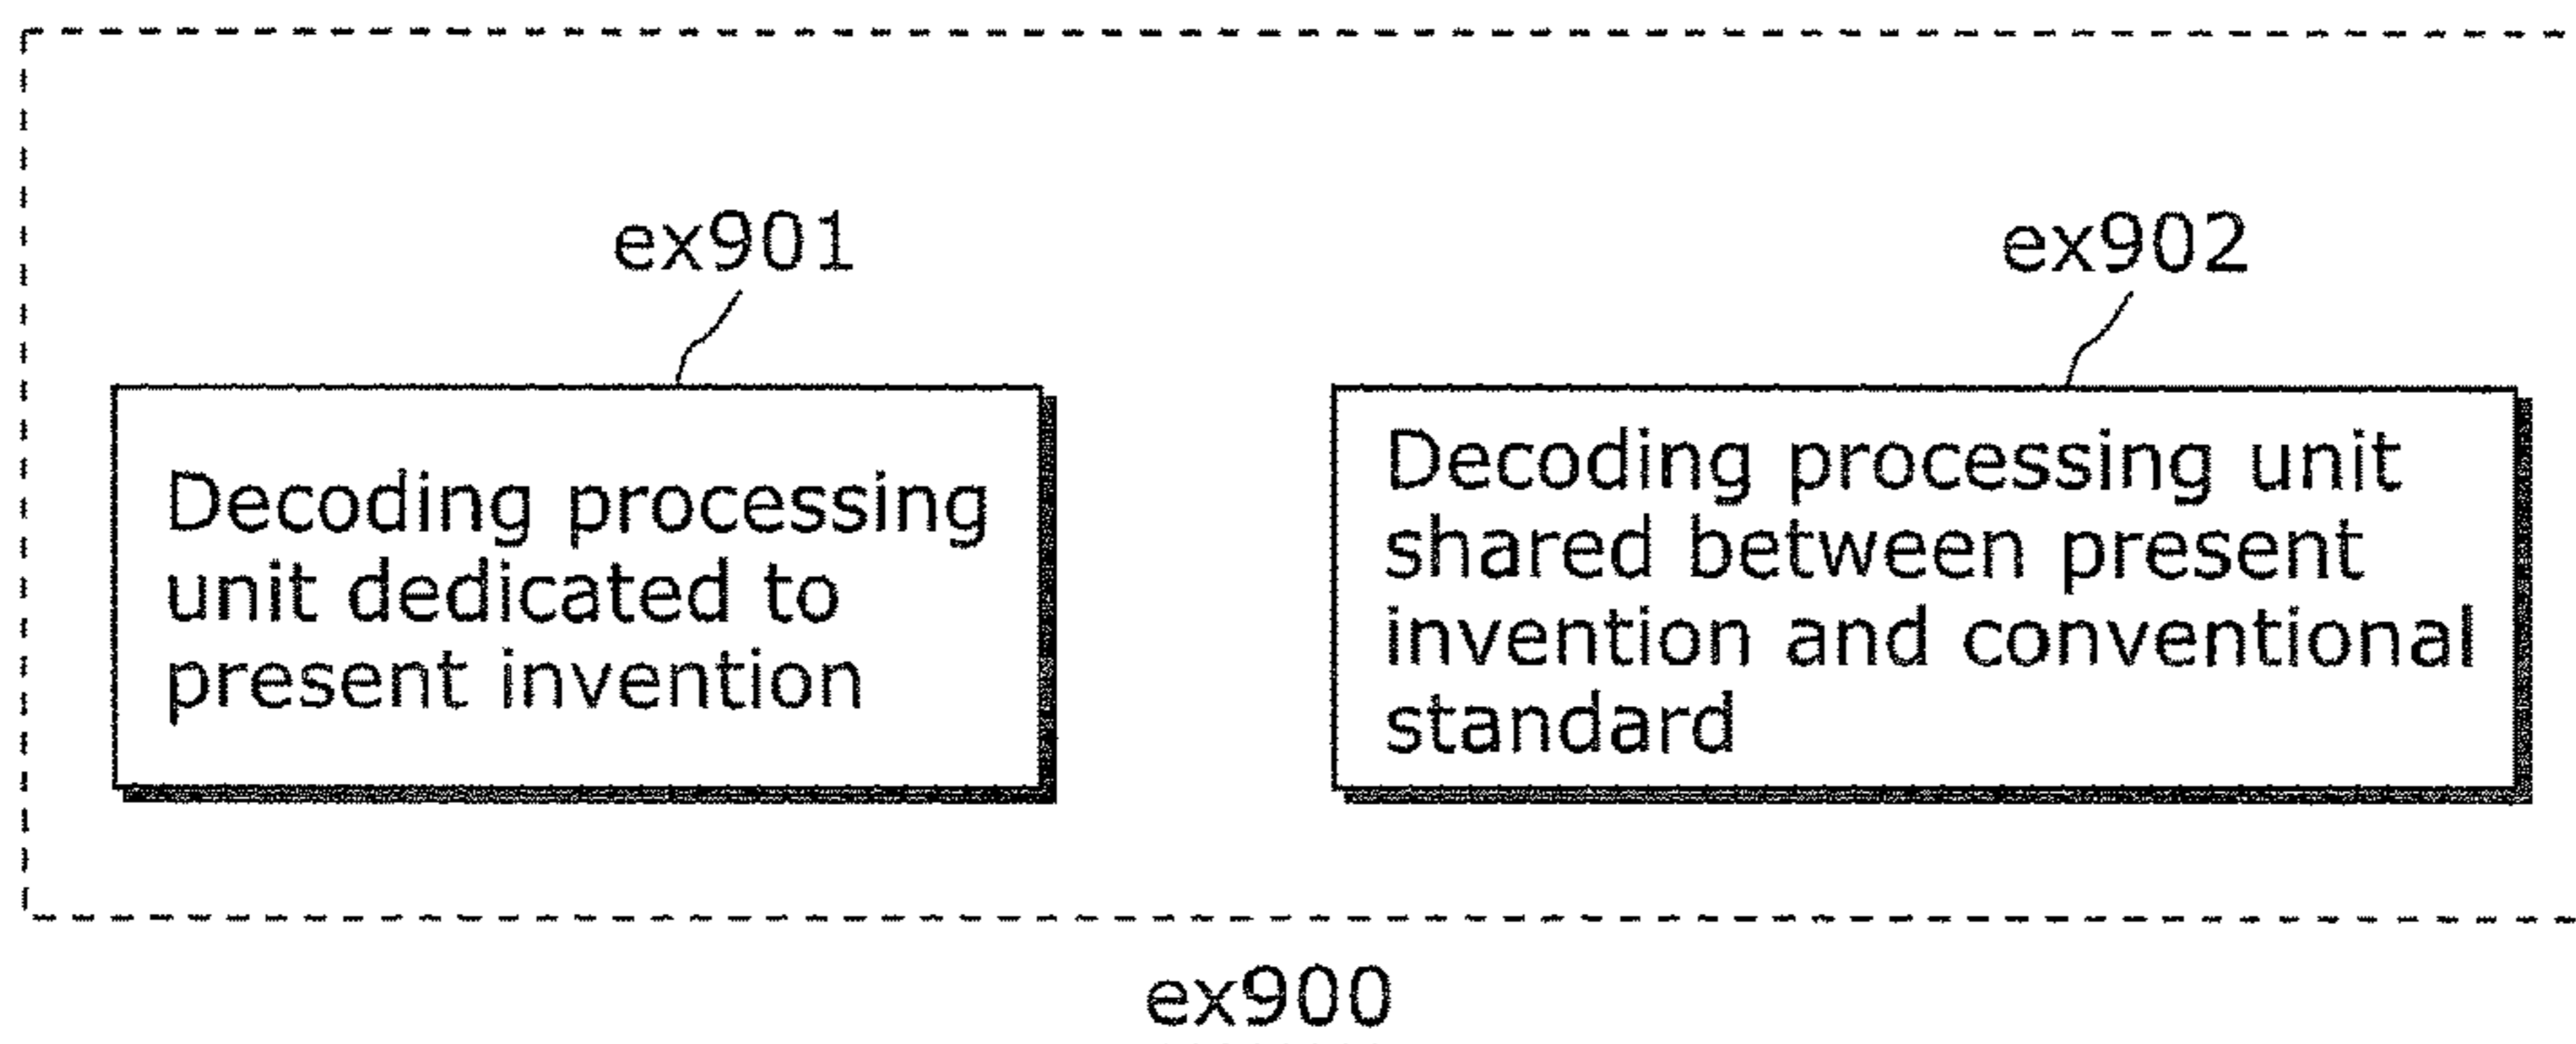 ex901
ex902
Decoding processing
unit dedicated to
present invention
Decoding processing unit
shared between present
invention and conventional
standard
ex900